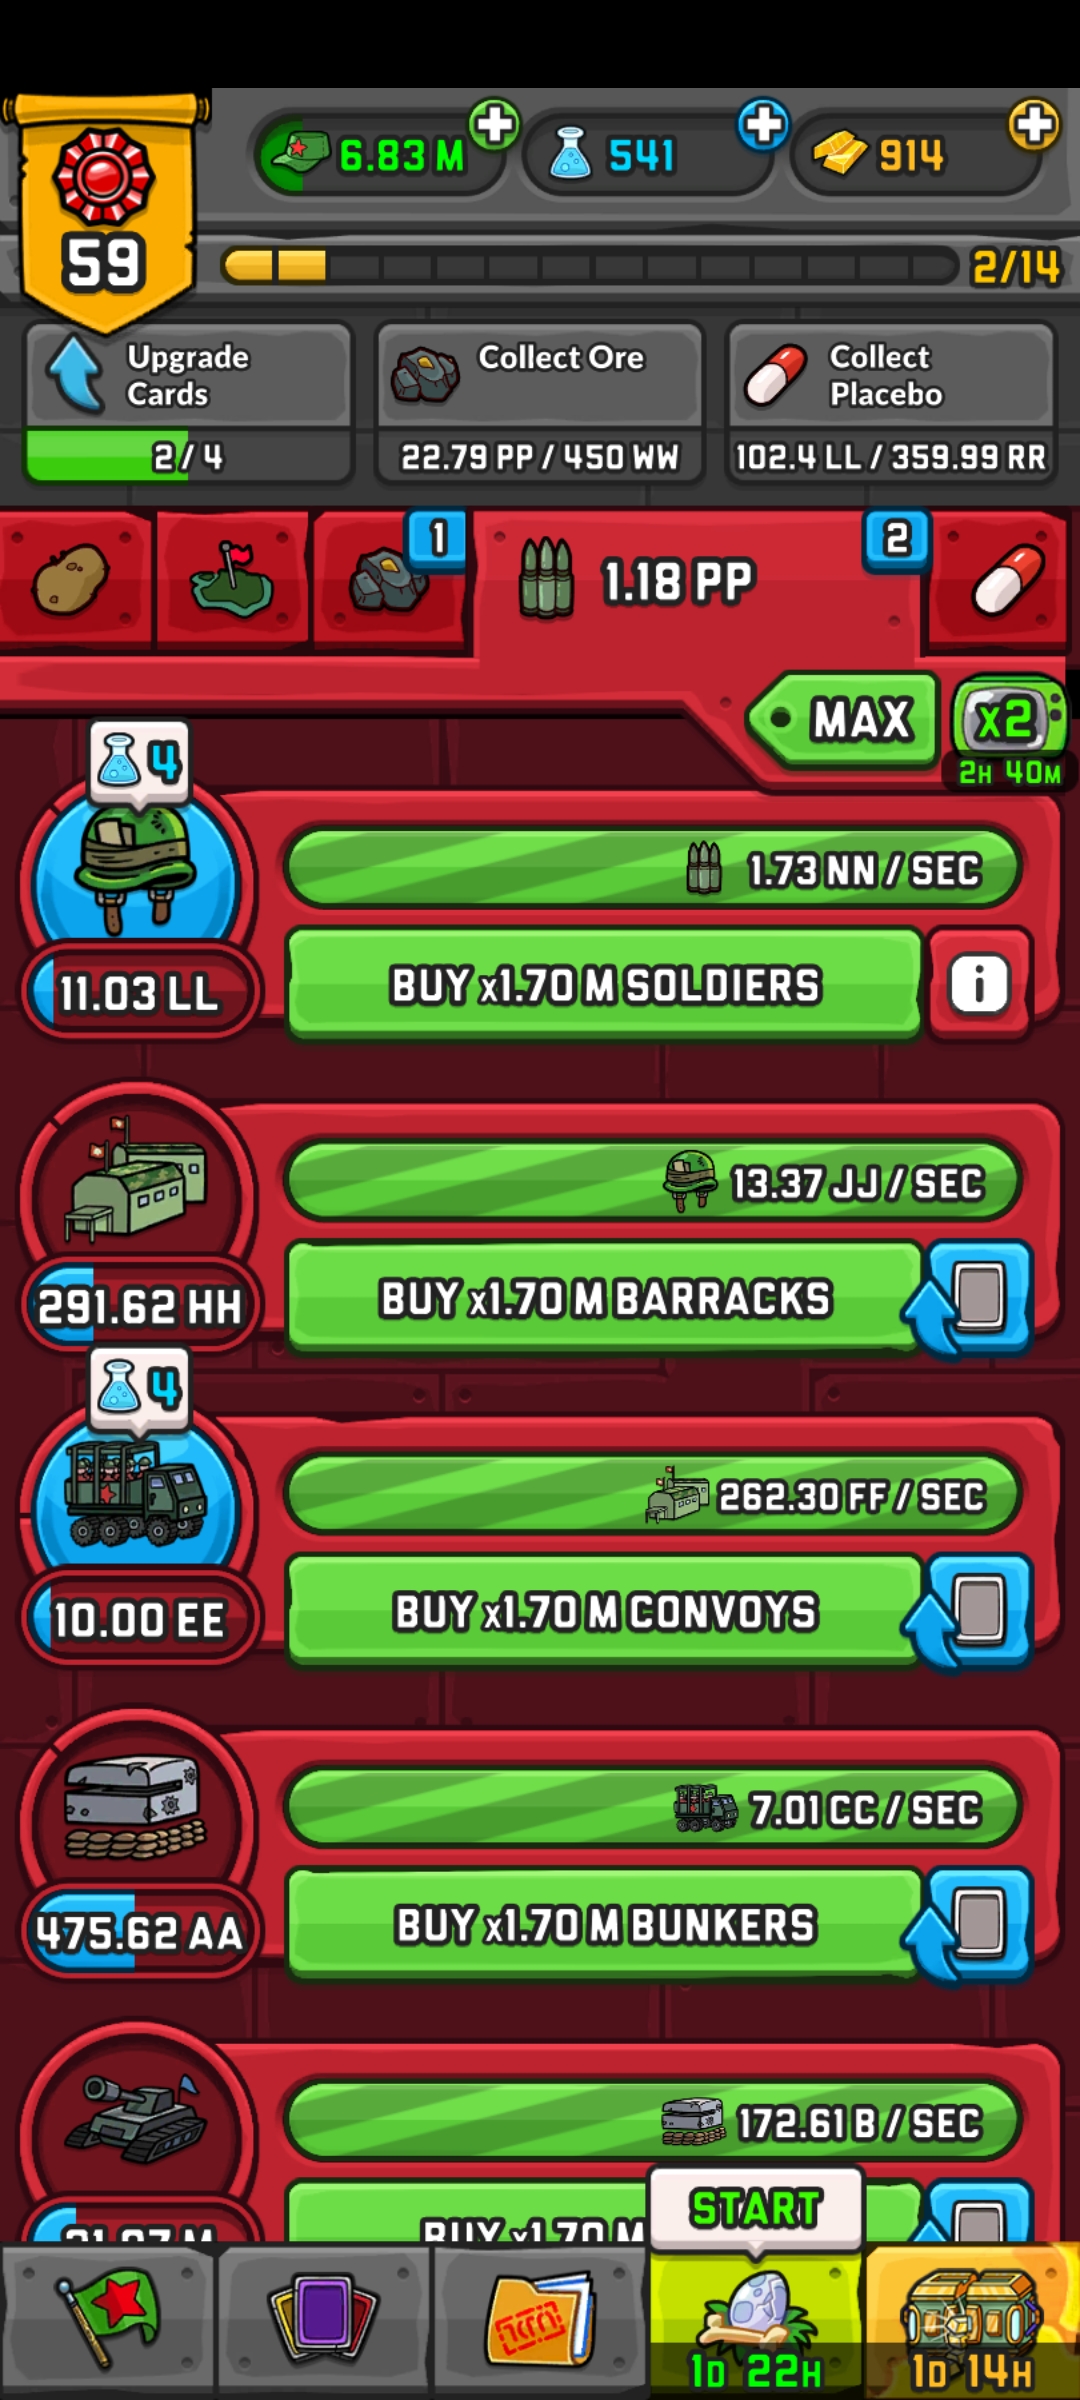 6.83 M
541
914
59
2/14
Upgrade
Cards
2 / 4
Collect Ore
22.79 PP / 450 WW
Collect
Placebo
102.4 LL / 359.99 RR
1
1.18 PP
2
MAX
x2
2H 40M
4
1.73 NN / SEC
11.03 LL
BUY x1.70 M SOLDIERS
i
13.37 JJ / SEC
291.62 HH
BUY x1.70 M BARRACKS
4
262.30 FF / SEC
10.00 EE
BUY x1.70 M CONVOYS
7.01 CC / SEC
475.62 AA
BUY x1.70 M BUNKERS
172.61 B / SEC
BUY x1.70 M
START
1D 22H
1D 14H